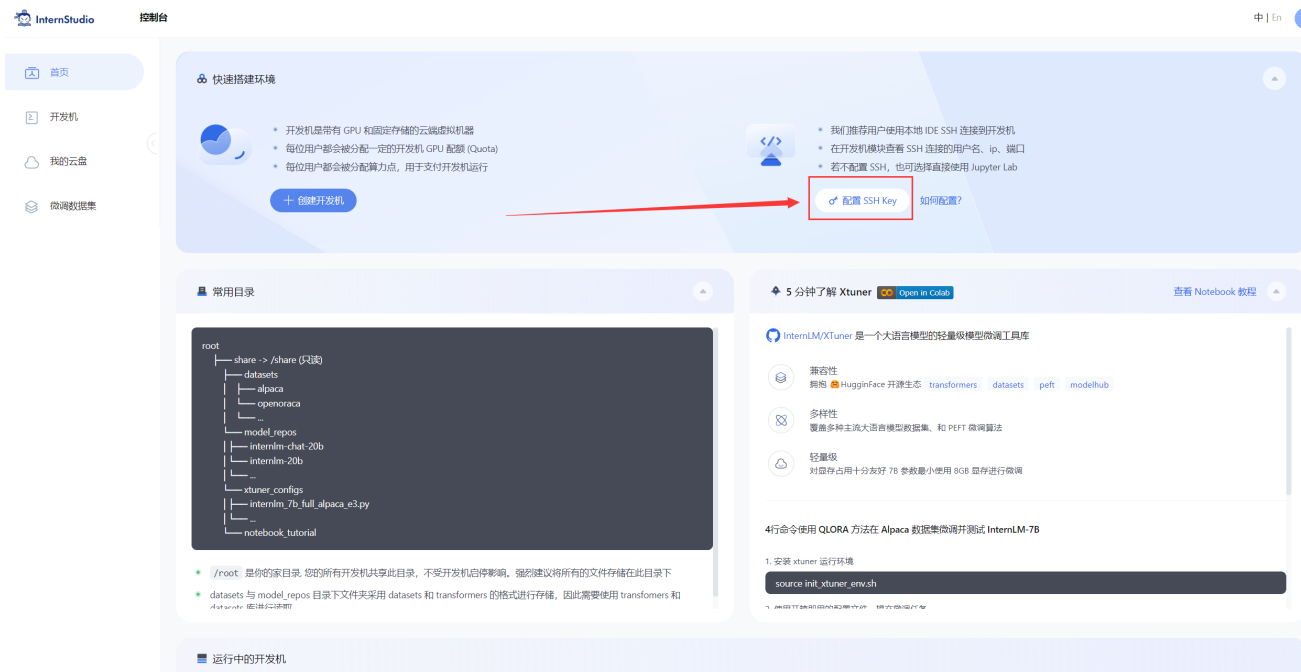 InternStudio
控制台
中 | En
首页
开发机
我的云盘
微调数据集
快速搭建环境
开发机是带有 GPU 和固定存储的云端虚拟机器
每位用户都会被分配一定的开发机 GPU 配额 (Quota)
每位用户都会被分配算力点，用于支付开发机运行
创建开发机
我们推荐用户使用本地 IDE SSH 连接到开发机
在开发机模块查看 SSH 连接的用户名、ip、端口
若不配置 SSH，也可选择直接使用 Jupyter Lab
配置 SSH Key
如何配置?
常用目录
root
├── share -> /share (只读)
├── datasets
│ ├── alpaca
│ ├── openoraca
│ └── ...
└── model_repos
│ ├── internlm-chat-20b
│ ├── internlm-20b
│ └── ...
└── xtuner_configs
│ ├── internlm_7b_full_alpaca_e3.py
│ └── ...
└── notebook_tutorial
/root 是你的家目录, 您的所有开发机共享此目录，不受开发机启停影响。强烈建议将所有的文件存储在此目录下
datasets 与 model_repos 目录下文件夹采用 datasets 和 transformers 的格式进行存储，因此需要使用 transfomers 和
datasets 库进行读取
5 分钟了解 Xtuner
Open in Colab
查看 Notebook 教程
InternLM/XTuner 是一个大语言模型的轻量级模型微调工具库
兼容性
拥抱 🤗 HugginFace 开源生态 transformers datasets peft modelhub
多样性
覆盖多种主流大语言模型数据集、和 PEFT 微调算法
轻量级
对显存占用十分友好 7B 参数最小使用 8GB 显存进行微调
4行命令使用 QLORA 方法在 Alpaca 数据集微调并测试 InternLM-7B
1. 安装 xtuner 运行环境
source init_xtuner_env.sh
运行中的开发机